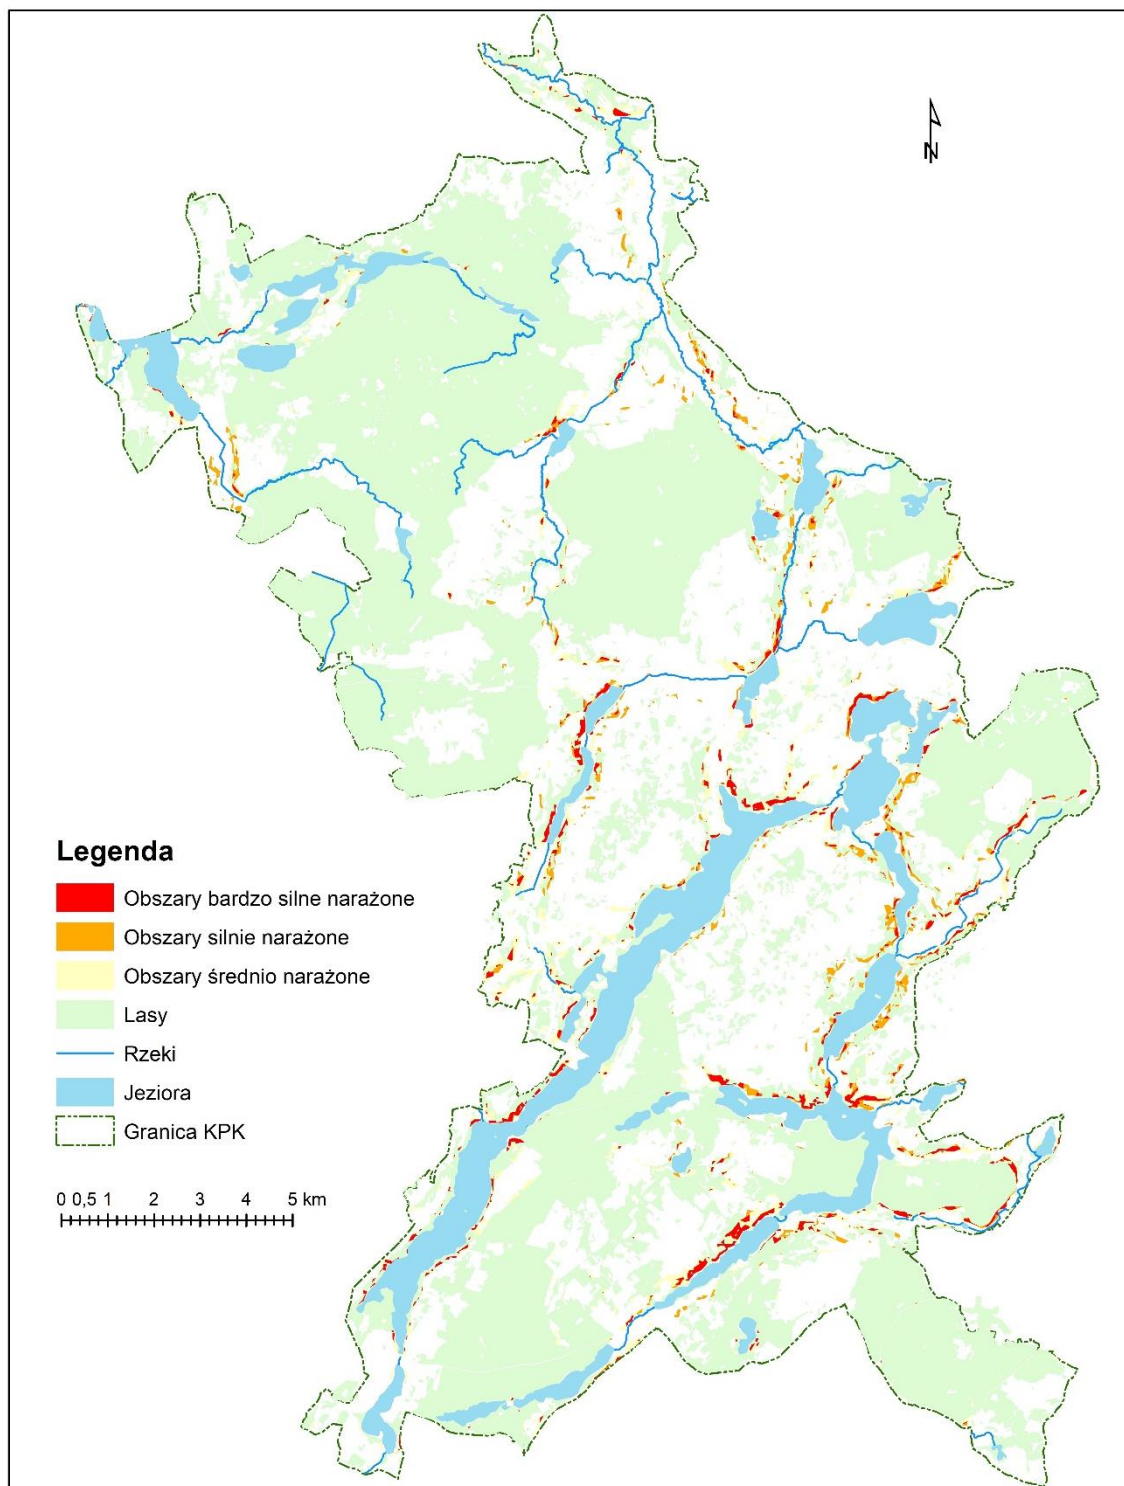 N
Legenda
Obszary bardzo silne narażone
Obszary silnie narażone
Obszary średnio narażone
Lasy
Rzeki
Jeziora
Granica KPK
0 0,5 1 2 3 4 5 km